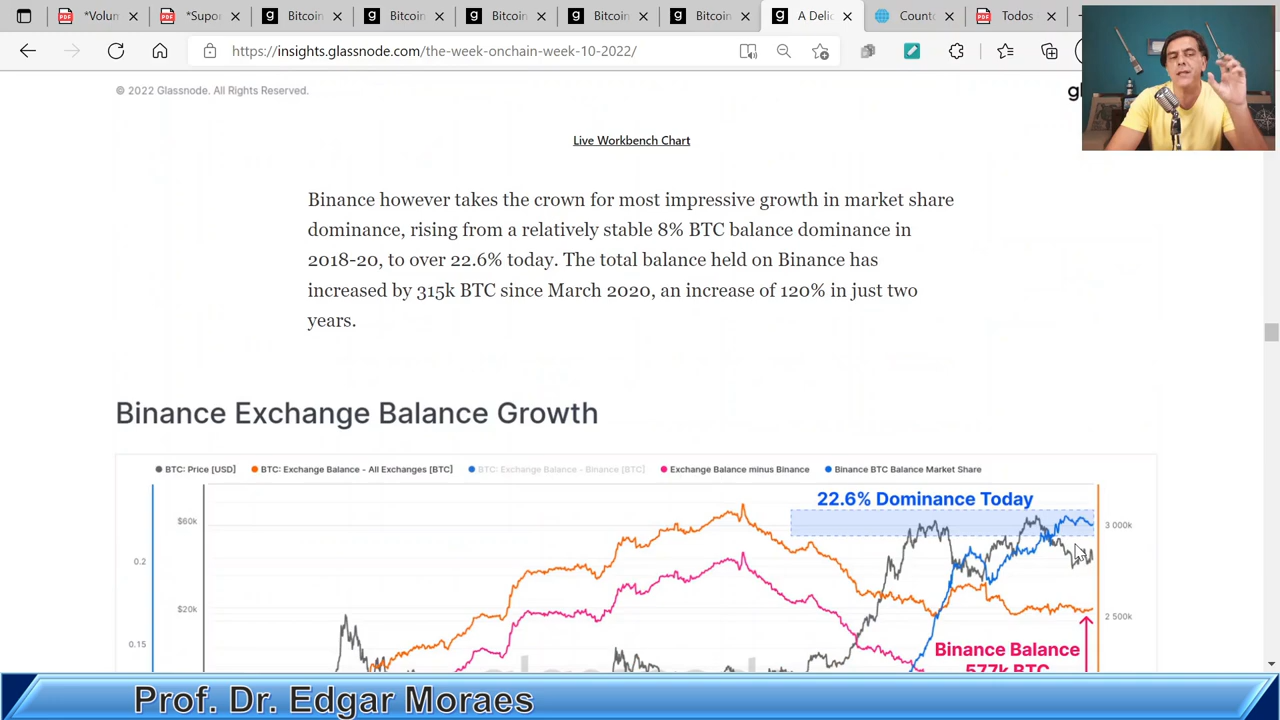 *Volun
*Suppo
Bitcoin
Bitcoin
Bitcoin
Bitcoin
A Delic
Count
Todos
https://insights.glassnode.com/the-week-onchain-week-10-2022/
© 2022 Glassnode. All Rights Reserved.
Live Workbench Chart
Binance however takes the crown for most impressive growth in market share
dominance, rising from a relatively stable 8% BTC balance dominance in
2018-20, to over 22.6% today. The total balance held on Binance has
increased by 315k BTC since March 2020, an increase of 120% in just two
years.
Binance Exchange Balance Growth
BTC: Price [USD] BTC: Exchange Balance - All Exchanges [BTC] BTC: Exchange Balance - Binance [BTC] Exchange Balance minus Binance Binance BTC Balance Market Share
22.6% Dominance Today
$60k
3 000k
0.2
$20k
2 500k
0.15
Binance Balance
577k BTC
Prof. Dr. Edgar Moraes